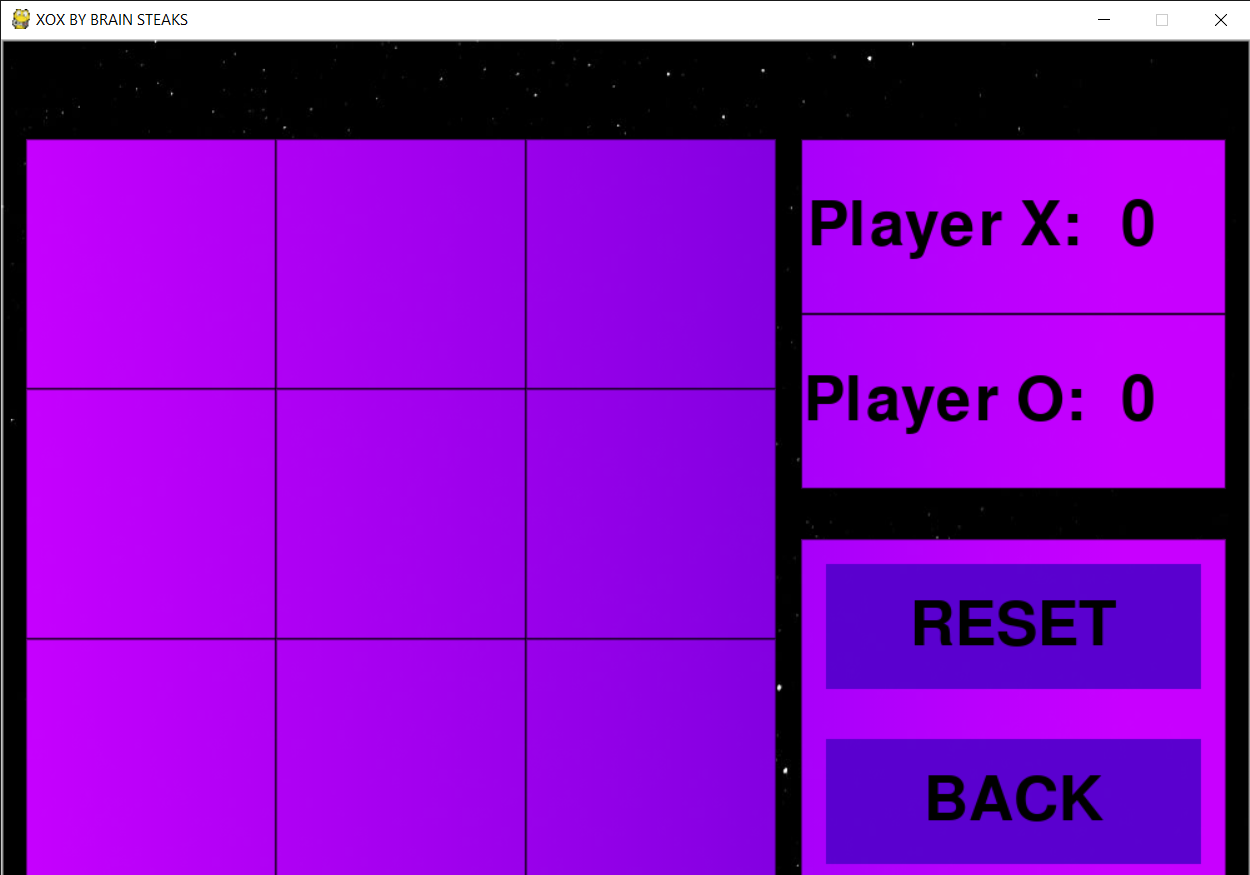 XOX BY BRAIN STEAKS
Player X: 0
Player O: 0
RESET
BACK